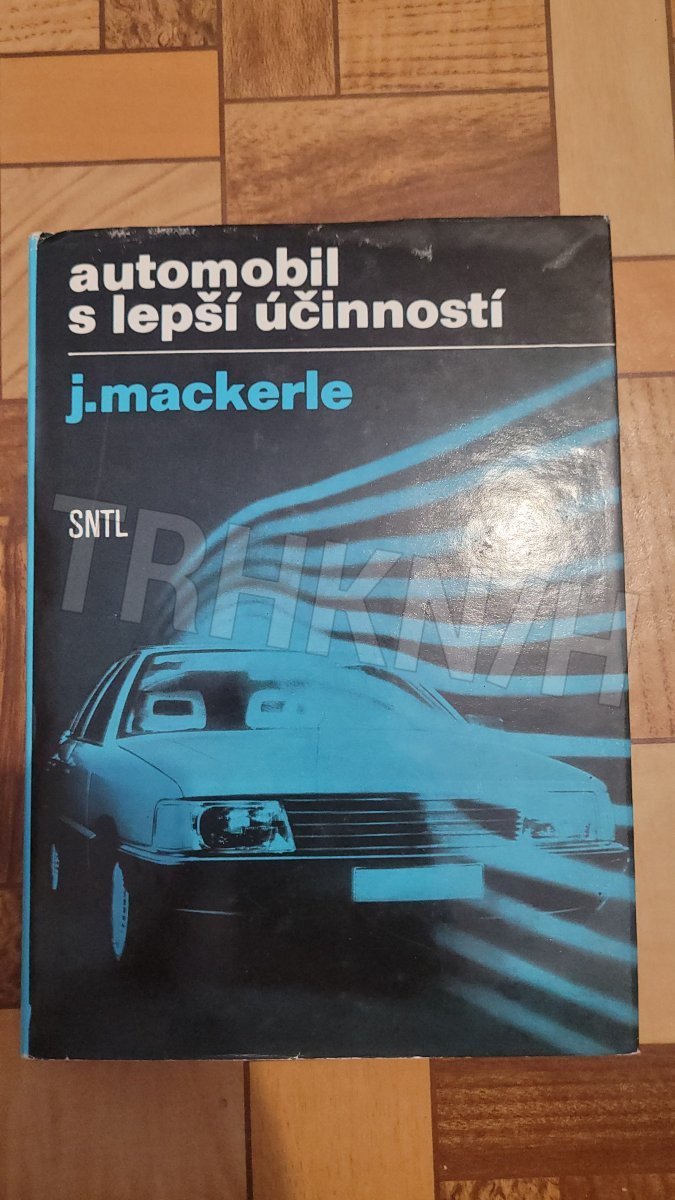 automobil
s lepší účinností
j.mackerle
SNTL
TRHKNIH